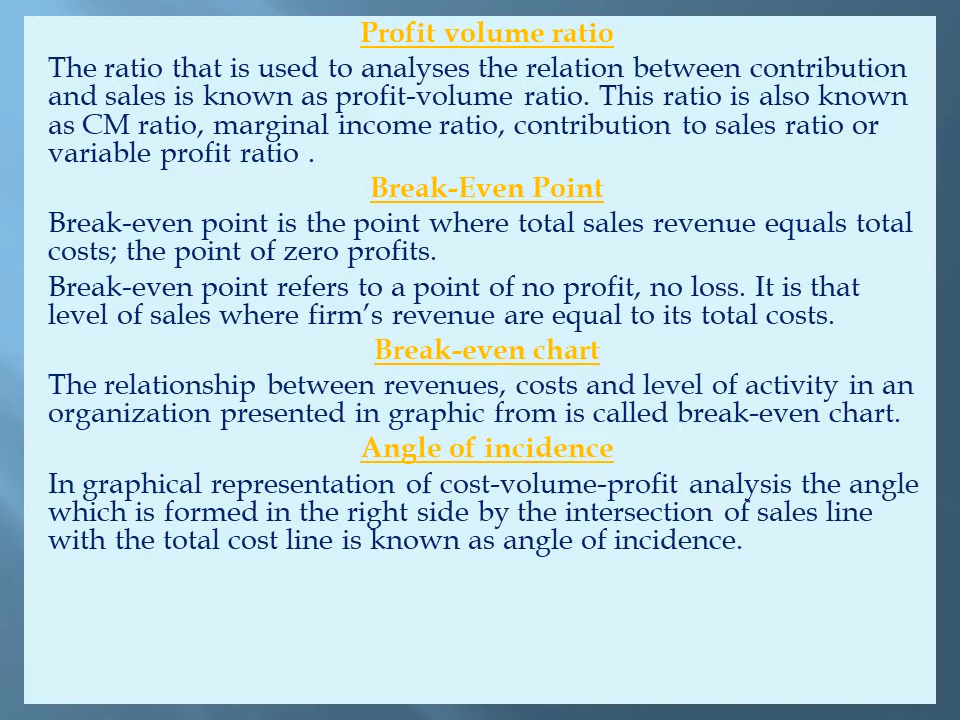 Profit volume ratio
The ratio that is used to analyses the relation between contribution
and sales is known as profit-volume ratio. This ratio is also known
as CM ratio, marginal income ratio, contribution to sales ratio or
variable profit ratio .
Break-Even Point
Break-even point is the point where total sales revenue equals total
costs; the point of zero profits.
Break-even point refers to a point of no profit, no loss. It is that
level of sales where firm’s revenue are equal to its total costs.
Break-even chart
The relationship between revenues, costs and level of activity in an
organization presented in graphic from is called break-even chart.
Angle of incidence
In graphical representation of cost-volume-profit analysis the angle
which is formed in the right side by the intersection of sales line
with the total cost line is known as angle of incidence.